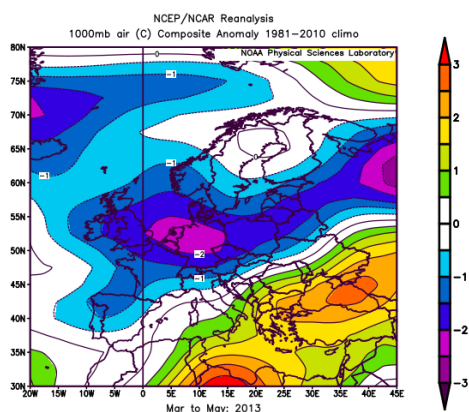 NCEP/NCAR Reanalysis
1000mb air (C) Composite Anomaly 1981−2010 climo
NOAA Physical Sciences Laboratory
80N
75N
70N
65N
60N
55N
50N
45N
40N
35N
30N
20W 15W 10W 5W 0 5E 10E 15E 20E 25E 30E 35E 40E 45E
0
−1
−1
−1
−1
0
−2
−1
3
2
1
0
−1
−2
−3
Mar to May: 2013